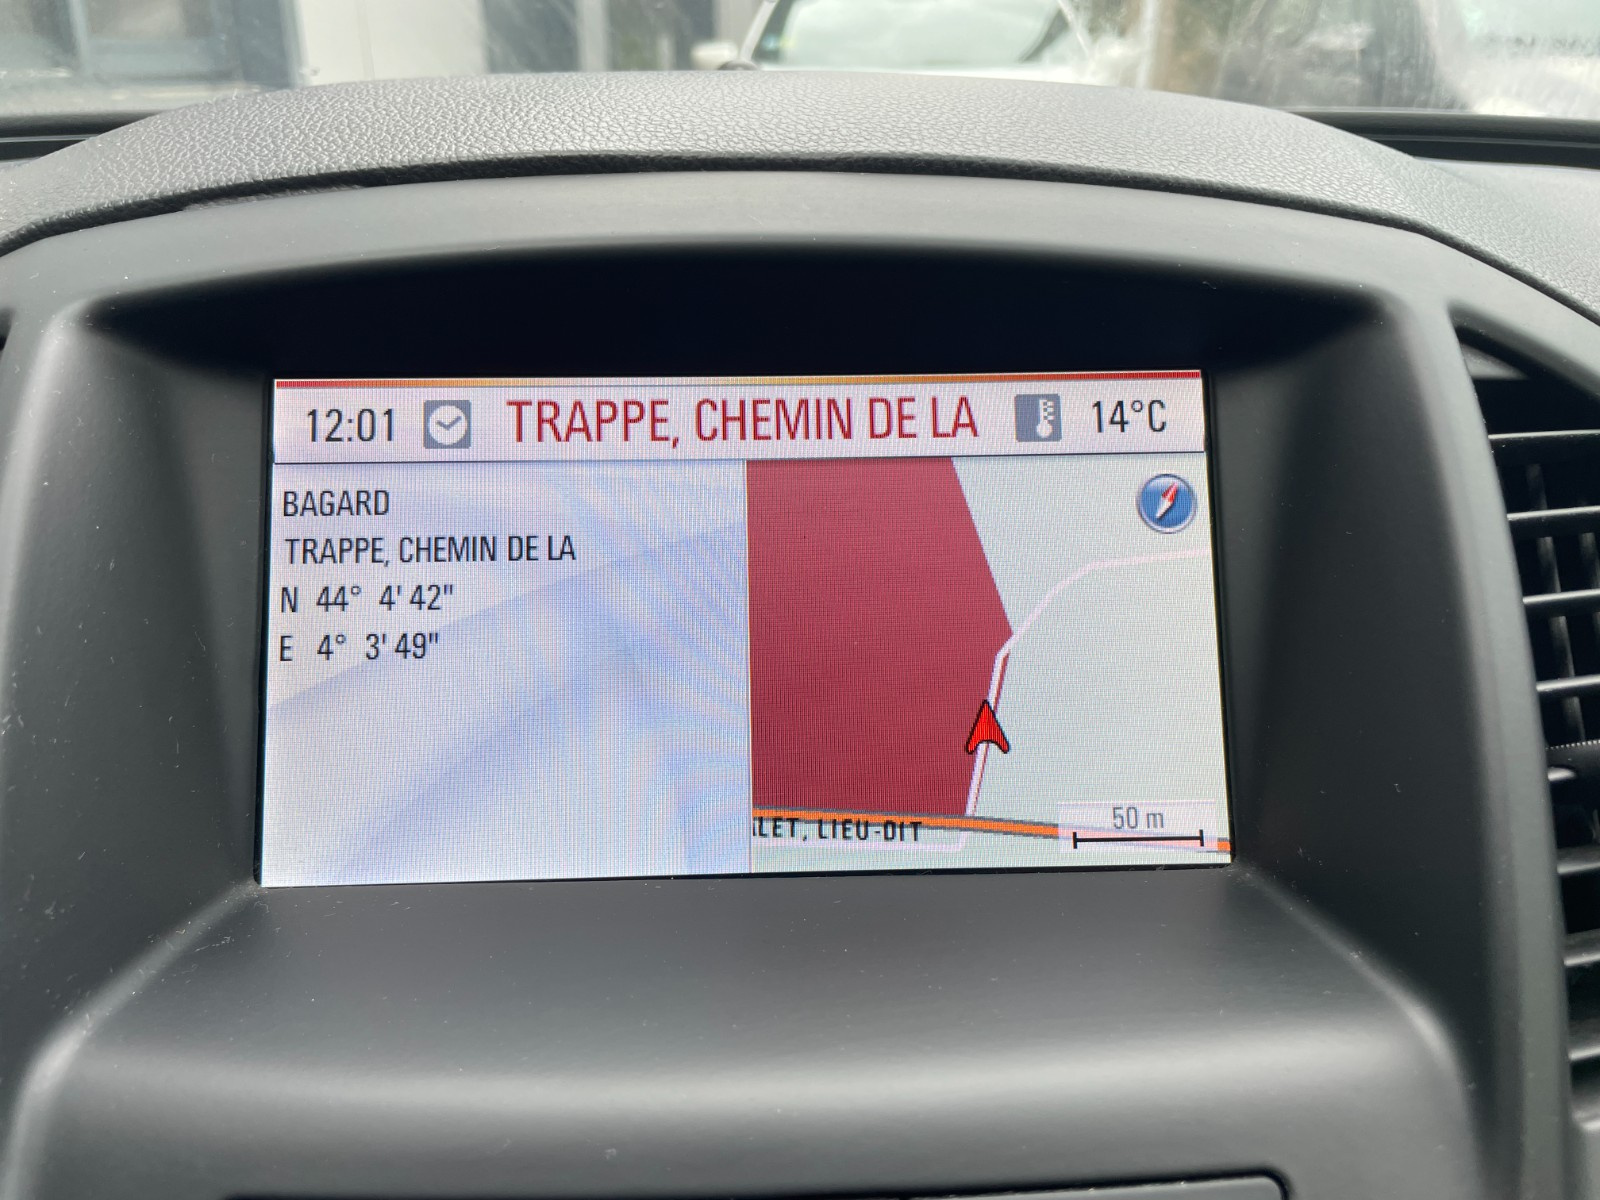 12:01 TRAPPE, CHEMIN DE LA 14°C
BAGARD
TRAPPE, CHEMIN DE LA
N 44° 4' 42"
E 4° 3' 49"
LET, LIEU-DIT
50 m